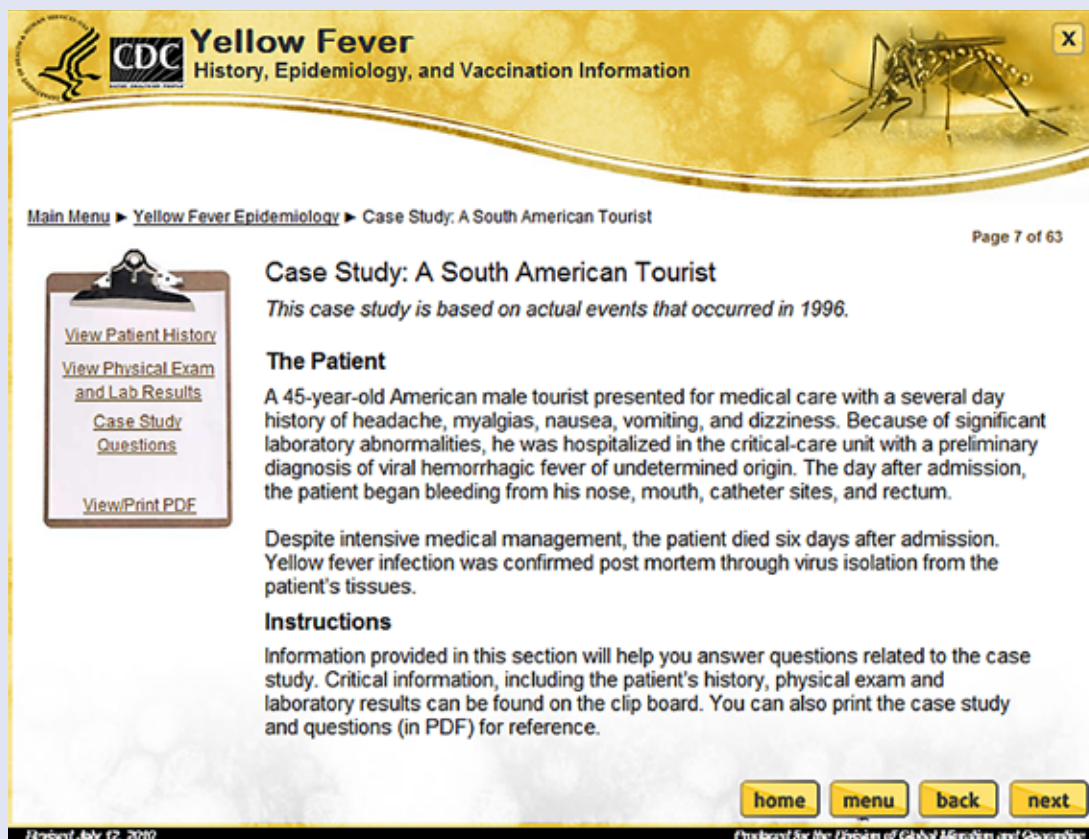 CDC
Yellow Fever
X
History, Epidemiology, and Vaccination Information
Main Menu ► Yellow Fever Epidemiology ► Case Study: A South American Tourist
Page 7 of 63
View Patient History
View Physical Exam
and Lab Results
Case Study
Questions
View/Print PDF
Case Study: A South American Tourist
This case study is based on actual events that occurred in 1996.
The Patient
A 45-year-old American male tourist presented for medical care with a several day
history of headache, myalgias, nausea, vomiting, and dizziness. Because of significant
laboratory abnormalities, he was hospitalized in the critical-care unit with a preliminary
diagnosis of viral hemorrhagic fever of undetermined origin. The day after admission,
the patient began bleeding from his nose, mouth, catheter sites, and rectum.
Despite intensive medical management, the patient died six days after admission.
Yellow fever infection was confirmed post mortem through virus isolation from the
patient's tissues.
Instructions
Information provided in this section will help you answer questions related to the case
study. Critical information, including the patient's history, physical exam and
laboratory results can be found on the clip board. You can also print the case study
and questions (in PDF) for reference.
home
menu
back
next
Revised July 12, 2010
Produced for the Division of Global Migration and Quarantine